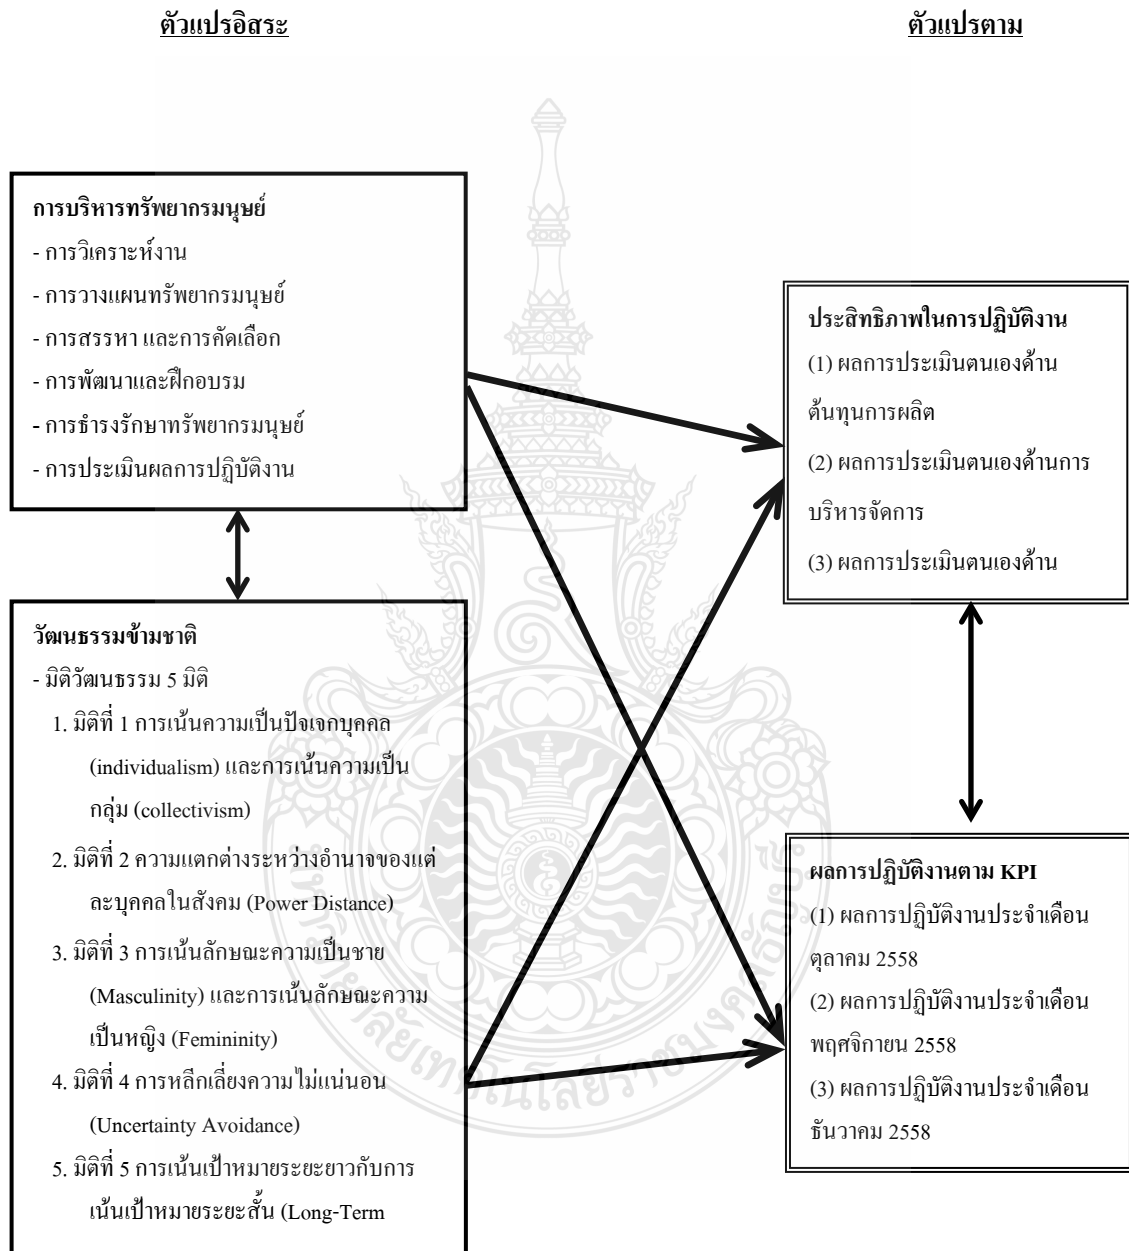 ตัวแปรอิสระ
ตัวแปรตาม
การบริหารทรัพยากรมนุษย์
- การวิเคราะห์งาน
- การวางแผนทรัพยากรมนุษย์
- การสรรหา และการคัดเลือก
- การพัฒนาและฝึกอบรม
- การธำรงรักษาทรัพยากรมนุษย์
- การประเมินผลการปฏิบัติงาน
วัฒนธรรมข้ามชาติ
- มิติวัฒนธรรม 5 มิติ
1. มิติที่ 1 การเน้นความเป็นปัจเจกบุคคล
(individualism) และการเน้นความเป็น
กลุ่ม (collectivism)
2. มิติที่ 2 ความแตกต่างระหว่างอำนาจของแต่
ละบุคคลในสังคม (Power Distance)
3. มิติที่ 3 การเน้นลักษณะความเป็นชาย
(Masculinity) และการเน้นลักษณะความ
เป็นหญิง (Femininity)
4. มิติที่ 4 การหลีกเลี่ยงความไม่แน่นอน
(Uncertainty Avoidance)
5. มิติที่ 5 การเน้นเป้าหมายระยะยาวกับการ
เน้นเป้าหมายระยะสั้น (Long-Term
ประสิทธิภาพในการปฏิบัติงาน
(1) ผลการประเมินตนเองด้าน
ต้นทุนการผลิต
(2) ผลการประเมินตนเองด้านการ
บริหารจัดการ
(3) ผลการประเมินตนเองด้าน
ผลการปฏิบัติงานตาม KPI
(1) ผลการปฏิบัติงานประจำเดือน
ตุลาคม 2558
(2) ผลการปฏิบัติงานประจำเดือน
พฤศจิกายน 2558
(3) ผลการปฏิบัติงานประจำเดือน
ธันวาคม 2558